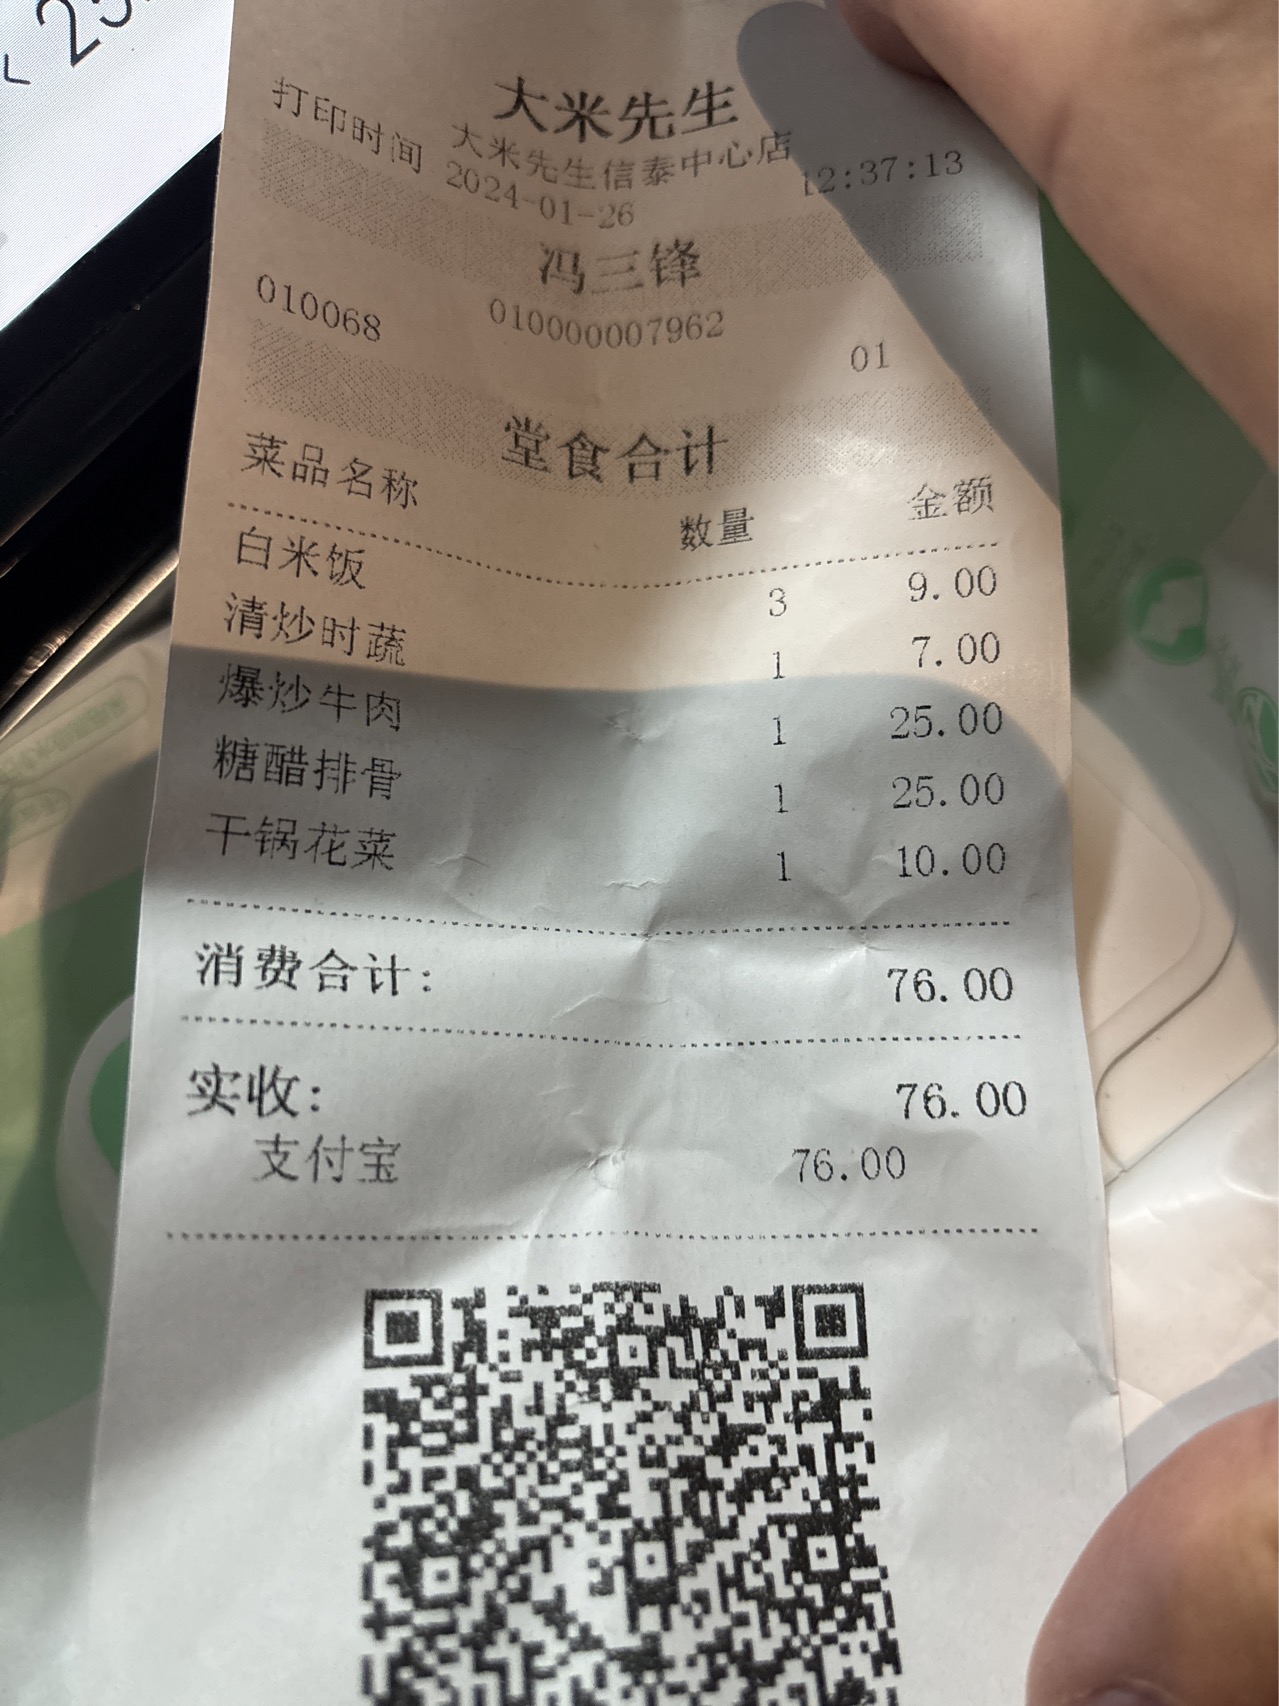 大米先生
大米先生信泰中心店
打印时间 2024-01-26 12:37:13
冯三锋
010068 010000007962 01
堂食合计
菜品名称 数量 金额
白米饭 3 9.00
清炒时蔬 1 7.00
爆炒牛肉 1 25.00
糖醋排骨 1 25.00
干锅花菜 1 10.00
消费合计: 76.00
实收: 76.00
支付宝 76.00